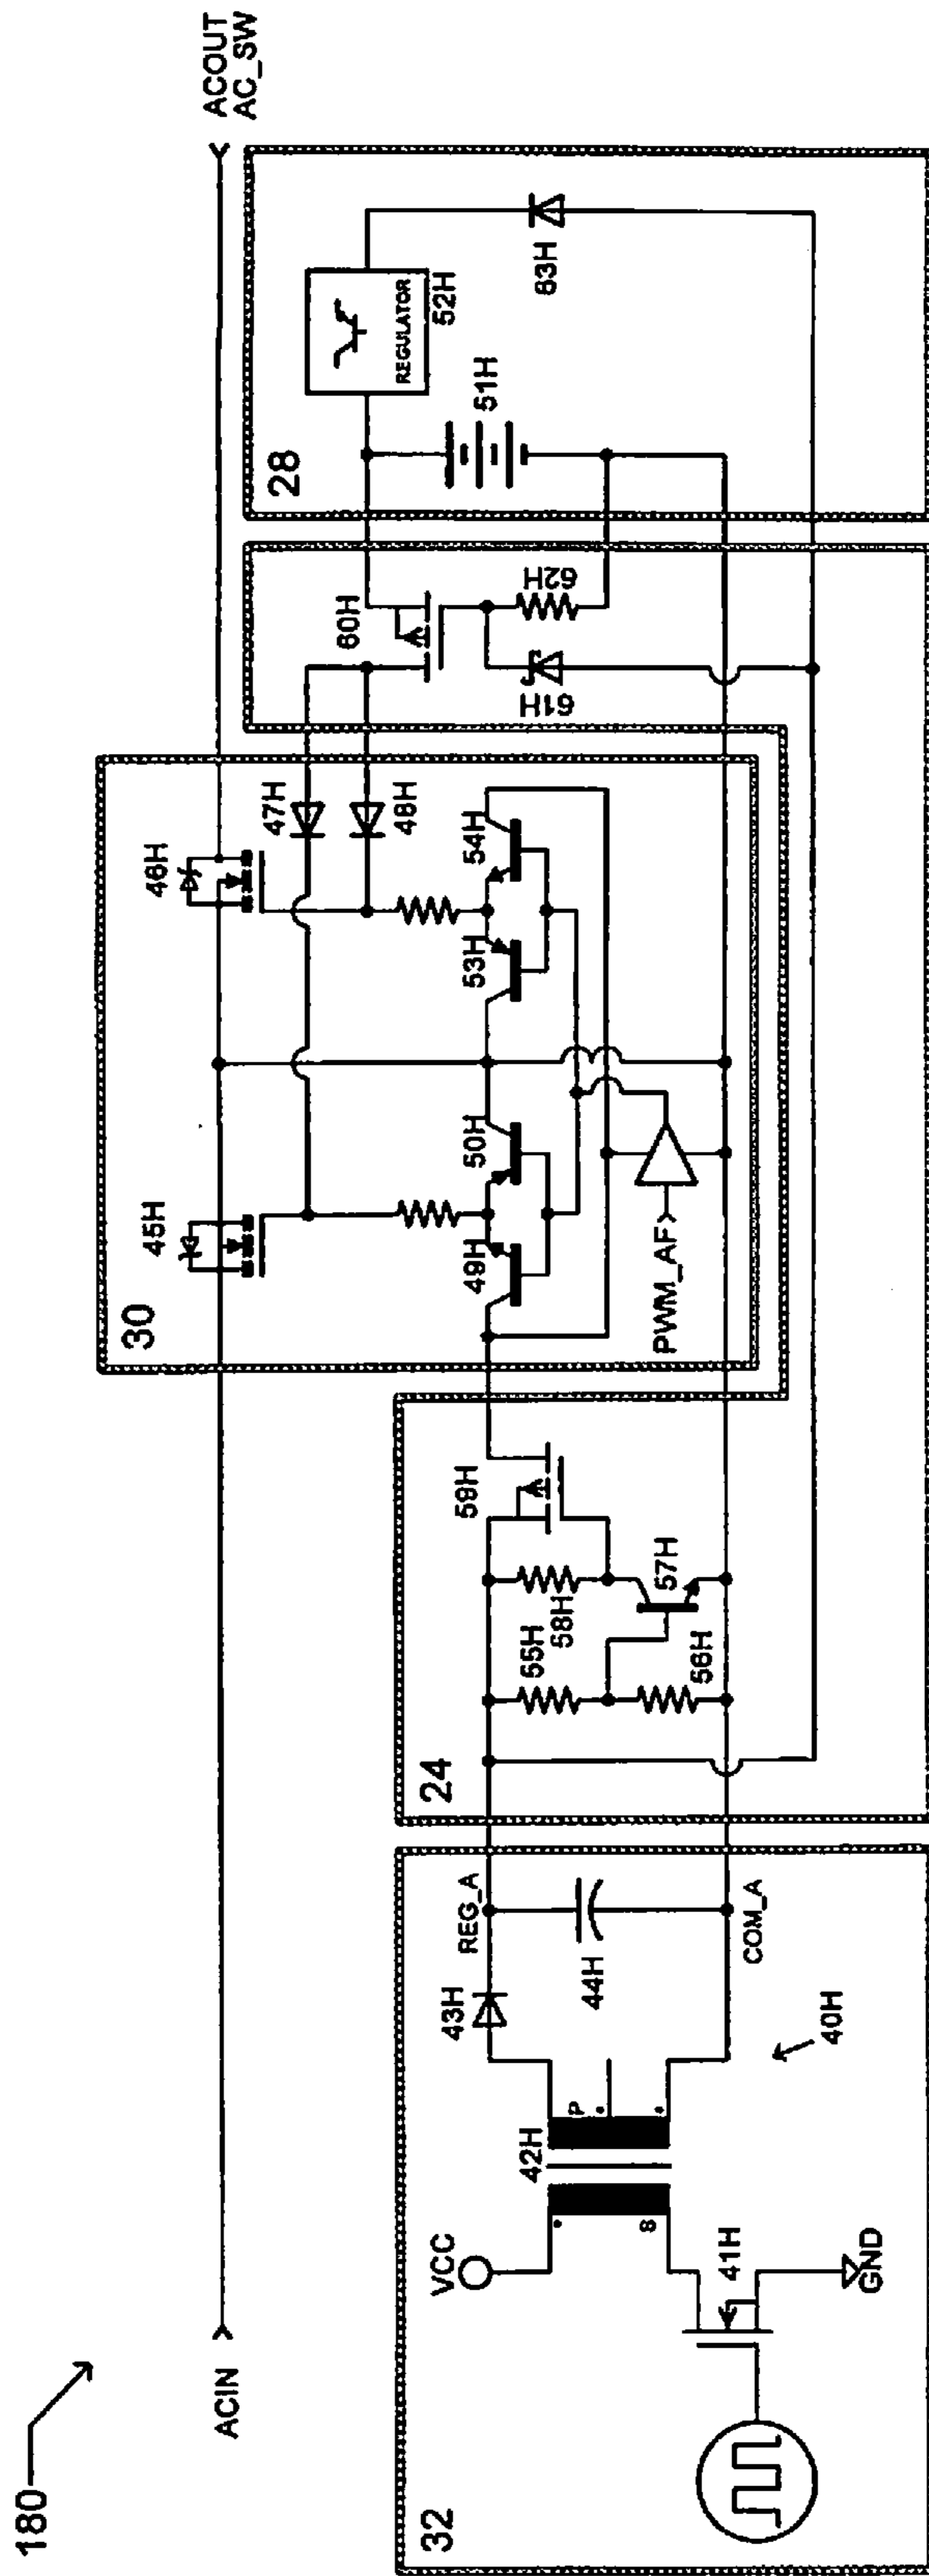 180
ACIN
ACOUT
AC_SW
30
45H
46H
47H
48H
49H
50H
53H
54H
PWM_AF
28
REGULATOR
52H
51H
63H
60H
61H
62H
24
59H
55H
58H
57H
56H
32
VCC
42H
P
S
43H
REG_A
44H
COM_A
40H
41H
GND